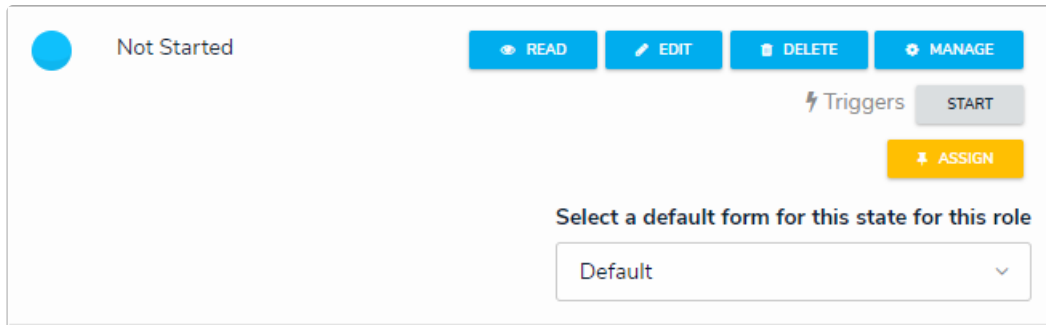 Not Started READ EDIT DELETE MANAGE
Triggers START
ASSIGN
Select a default form for this state for this role
Default